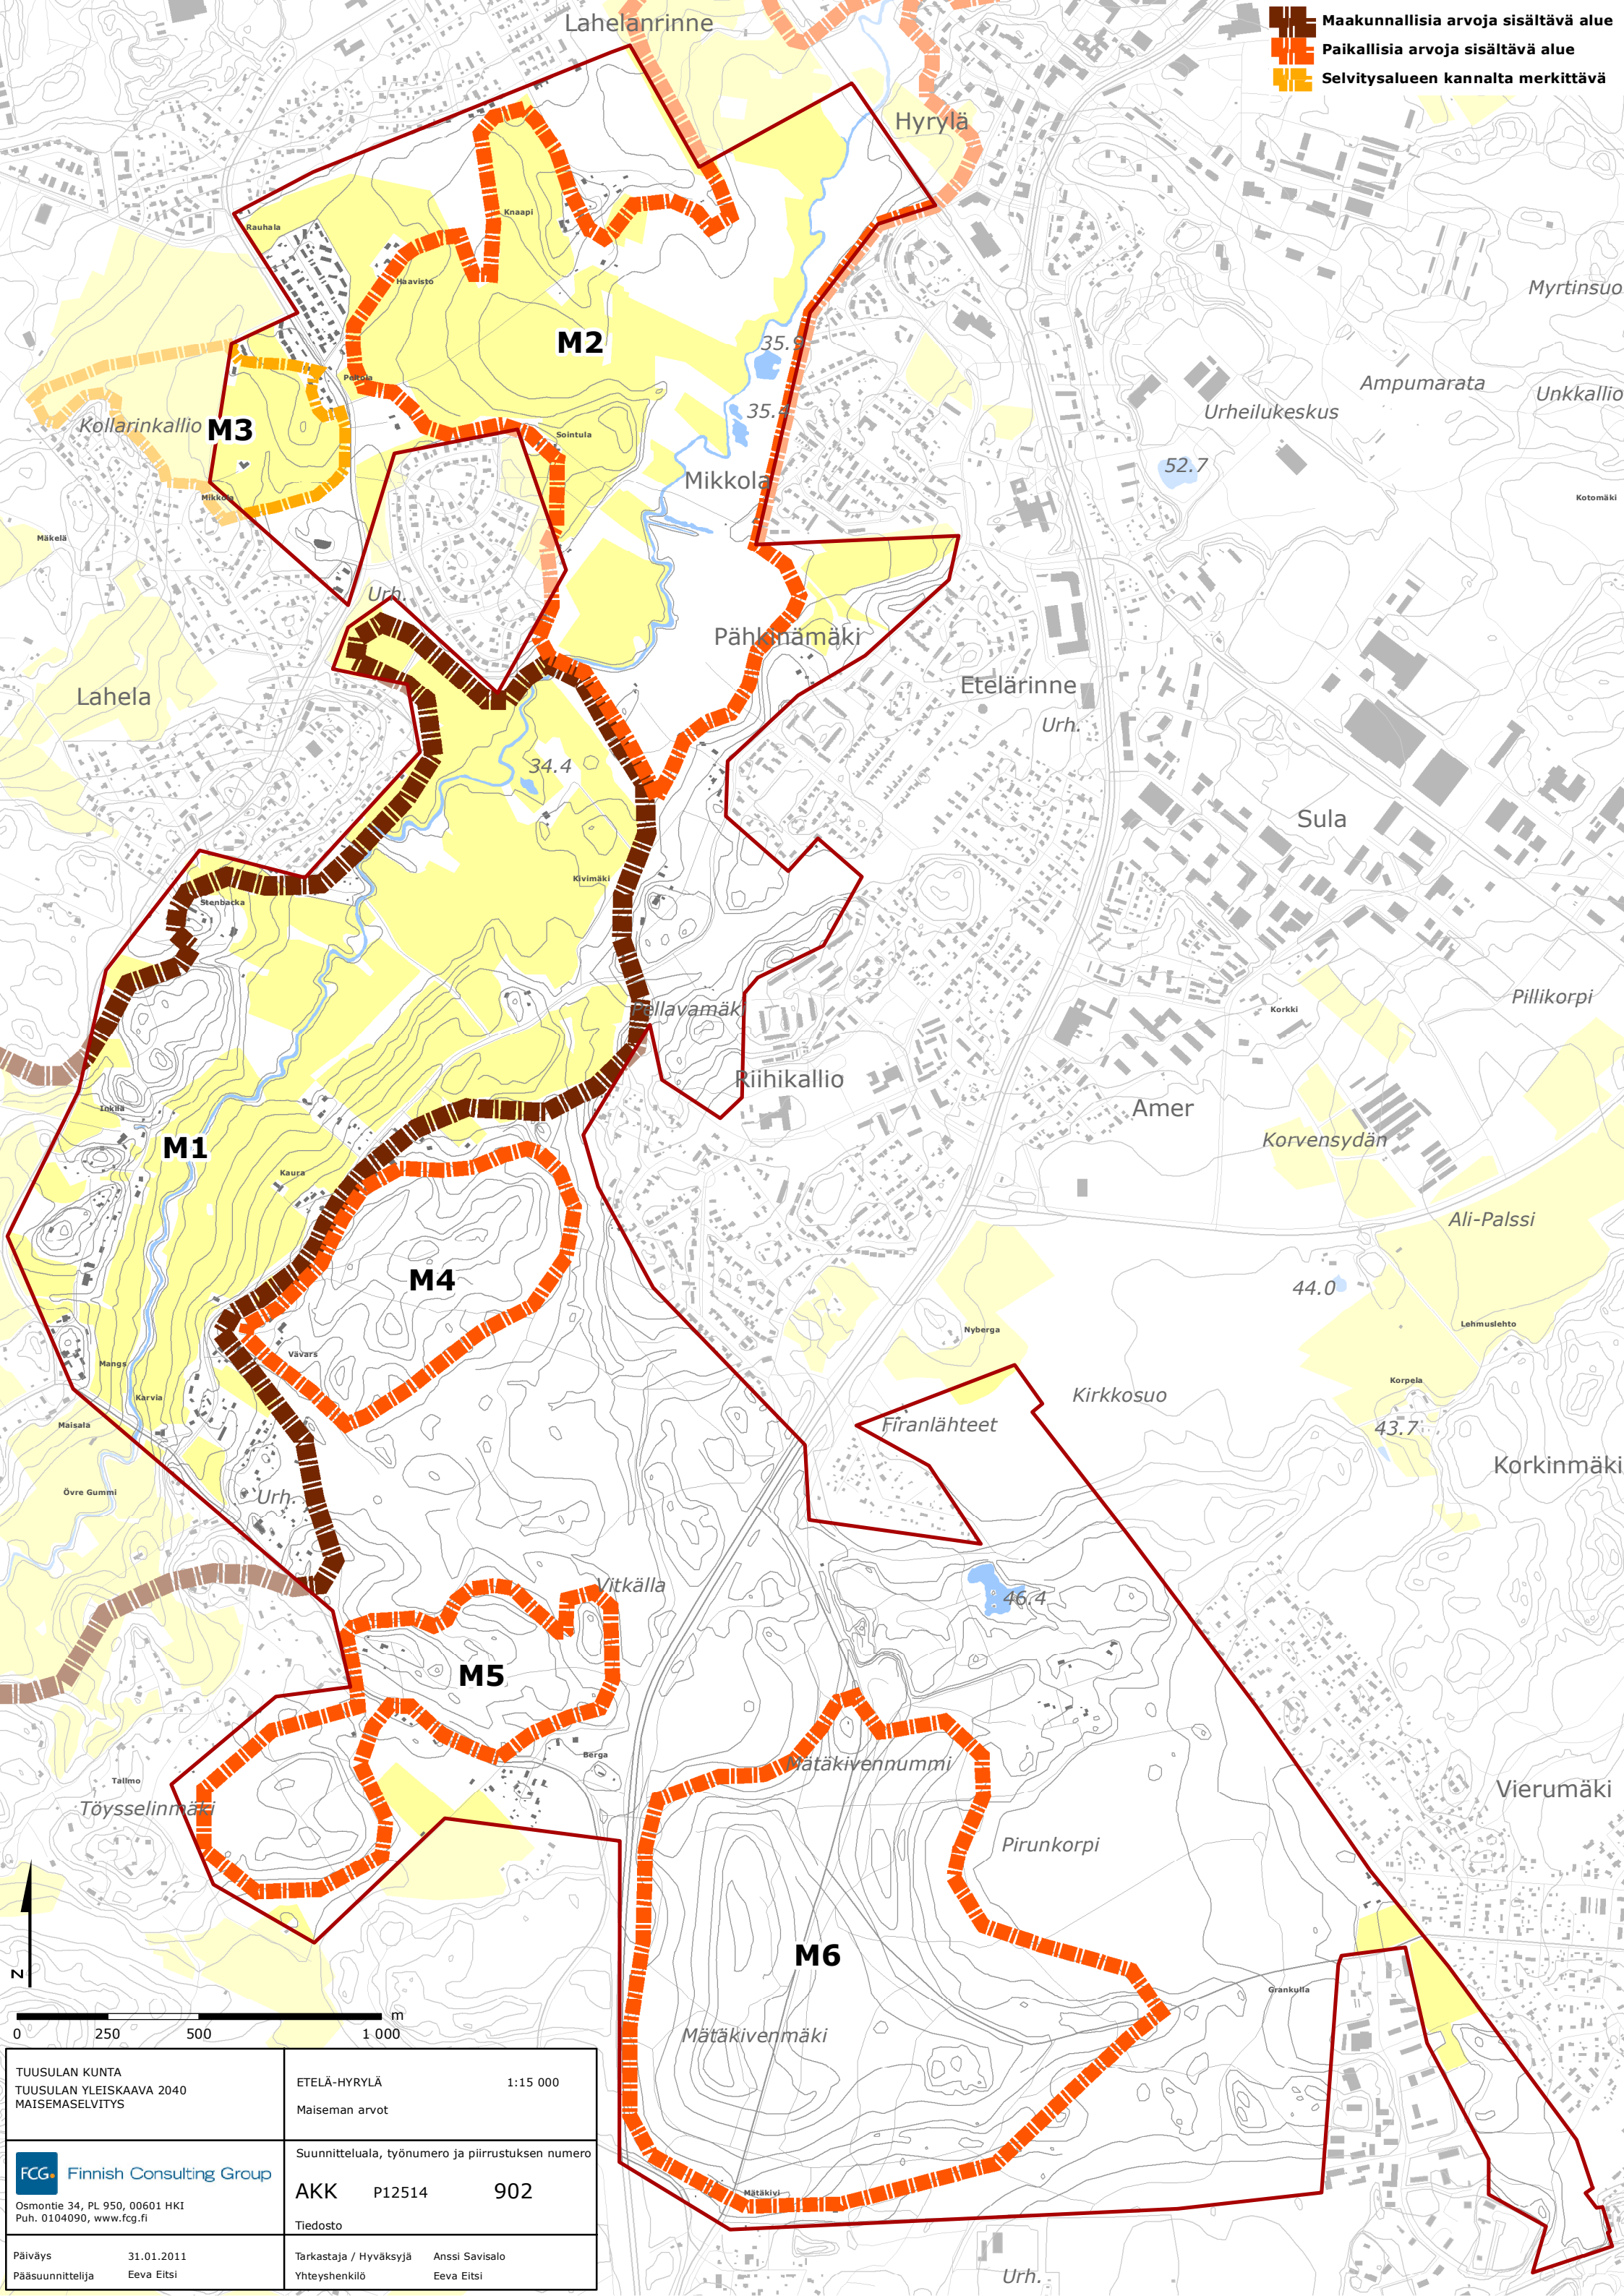 Lahelanrinne
Maakunnallisia arvoja sisältävä alue
Paikallisia arvoja sisältävä alue
Selvitysalueen kannalta merkittävä
Hyrylä
Knaapi
Rauhala
Haavisto
Myrtinsuo
M2
35.9
Peltola
Ampumarata
Unkkallio
Urheilukeskus
35.4
Kollarinkallio
M3
Sointula
52.7
Mikkola
Mikkola
Kotomäki
Mäkelä
Urh.
Pähkinämäki
Etelärinne
Lahela
Urh.
34.4
Sula
Kivimäki
Stenbacka
Pillikorpi
Pellavamäki
Korkki
Riihikallio
Inkilä
Amer
Korvensydän
M1
Kaura
Ali-Palssi
M4
44.0
Lehmuslehto
Nyberga
Vävars
Mangs
Korpela
Karvia
Kirkkosuo
Maisala
Firanlähteet
43.7
Korkinmäki
Övre Gummi
Urh.
Vitkälla
46.4
M5
Berga
Mätäkivennummi
Tallmo
Vierumäki
Töysselinmäki
Pirunkorpi
M6
N
Grankulla
m
0 250 500 1 000
Mätäkivenmäki
TUUSULAN KUNTA
TUUSULAN YLEISKAAVA 2040
MAISEMASELVITYS
ETELÄ-HYRYLÄ 1:15 000
Maiseman arvot
FCG. Finnish Consulting Group
Osmontie 34, PL 950, 00601 HKI
Puh. 0104090, www.fcg.fi
Suunnitteluala, työnumero ja piirrustuksen numero
AKK P12514 902
Tiedosto
Mätäkivi
Päiväys 31.01.2011
Pääsuunnittelija Eeva Eitsi
Tarkastaja / Hyväksyjä Anssi Savisalo
Yhteyshenkilö Eeva Eitsi
Urh.